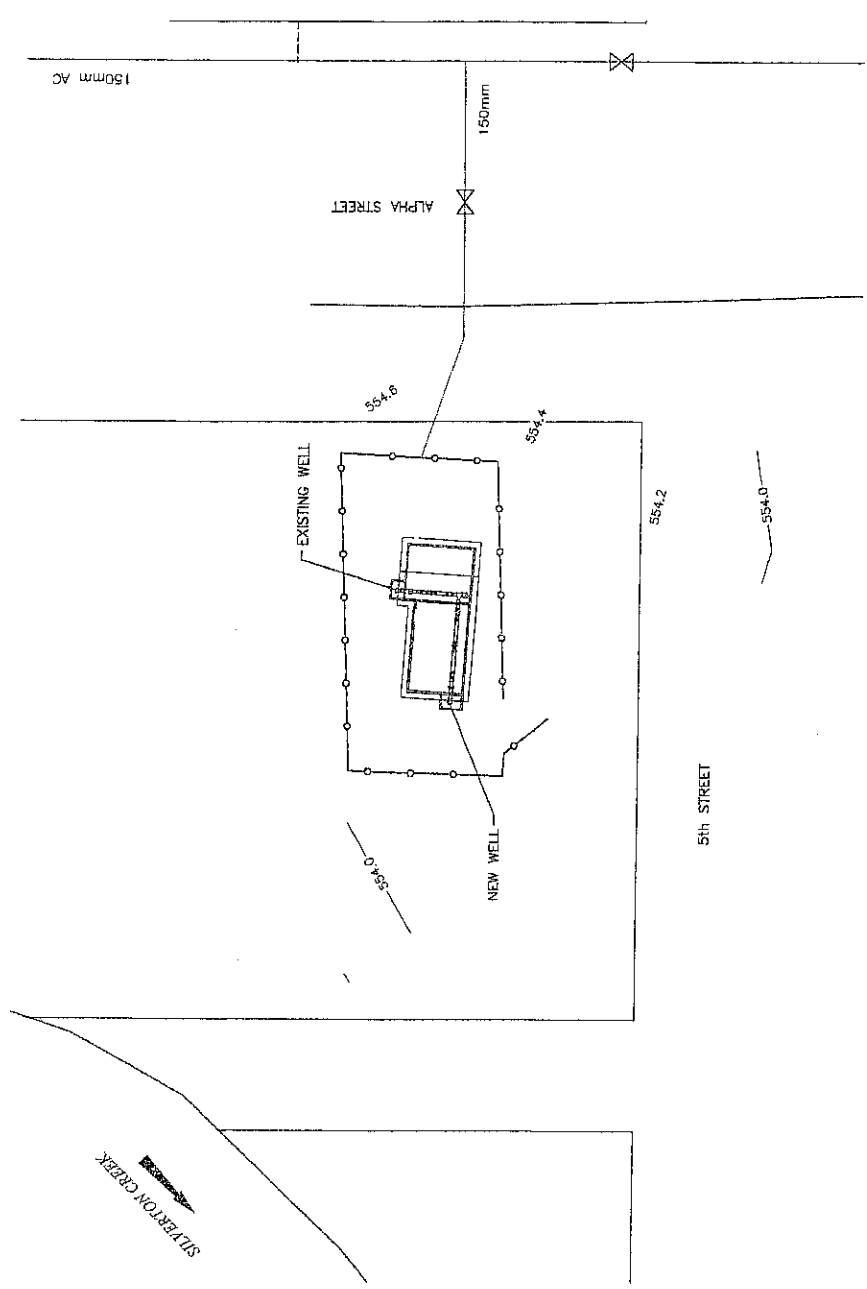 150mm AC
150mm
ALPHA STREET
554.6
554.4
EXISTING WELL
554.2
554.0
554.0
NEW WELL
5th STREET
SILVERTON CREEK